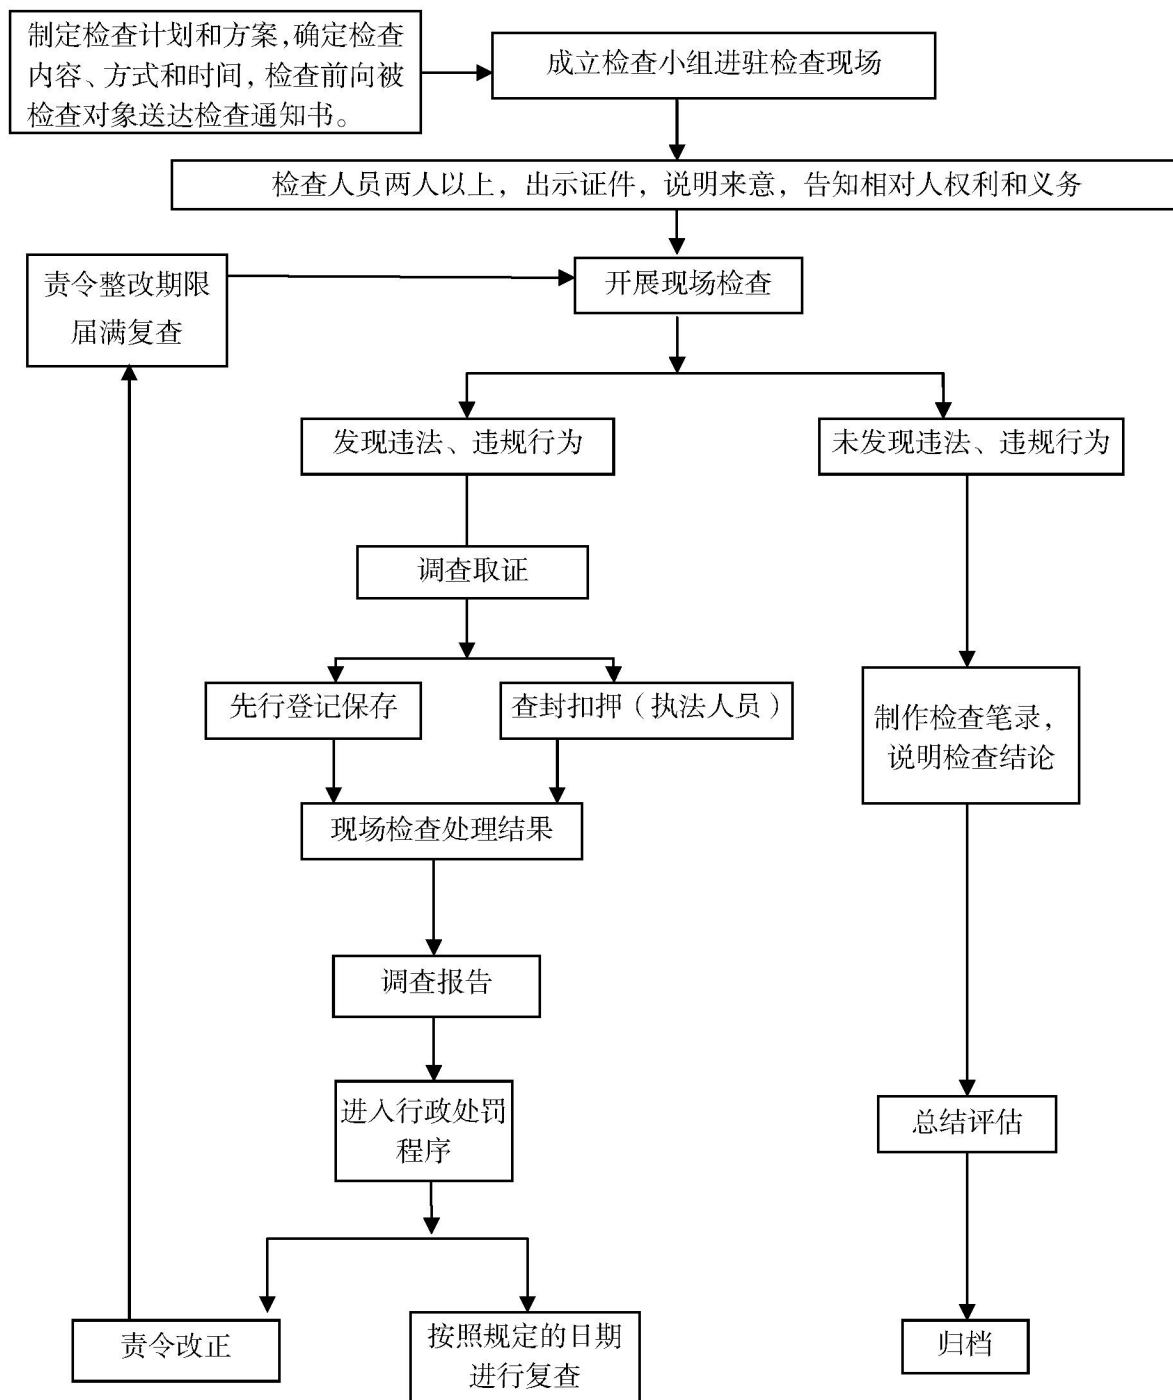 制定检查计划和方案,确定检查
内容、方式和时间，检查前向被
检查对象送达检查通知书。
成立检查小组进驻检查现场
检查人员两人以上，出示证件，说明来意，告知相对人权利和义务
责令整改期限
届满复查
开展现场检查
发现违法、违规行为
未发现违法、违规行为
调查取证
先行登记保存
查封扣押（执法人员）
制作检查笔录，
说明检查结论
现场检查处理结果
调查报告
进入行政处罚
程序
总结评估
责令改正
按照规定的日期
进行复查
归档